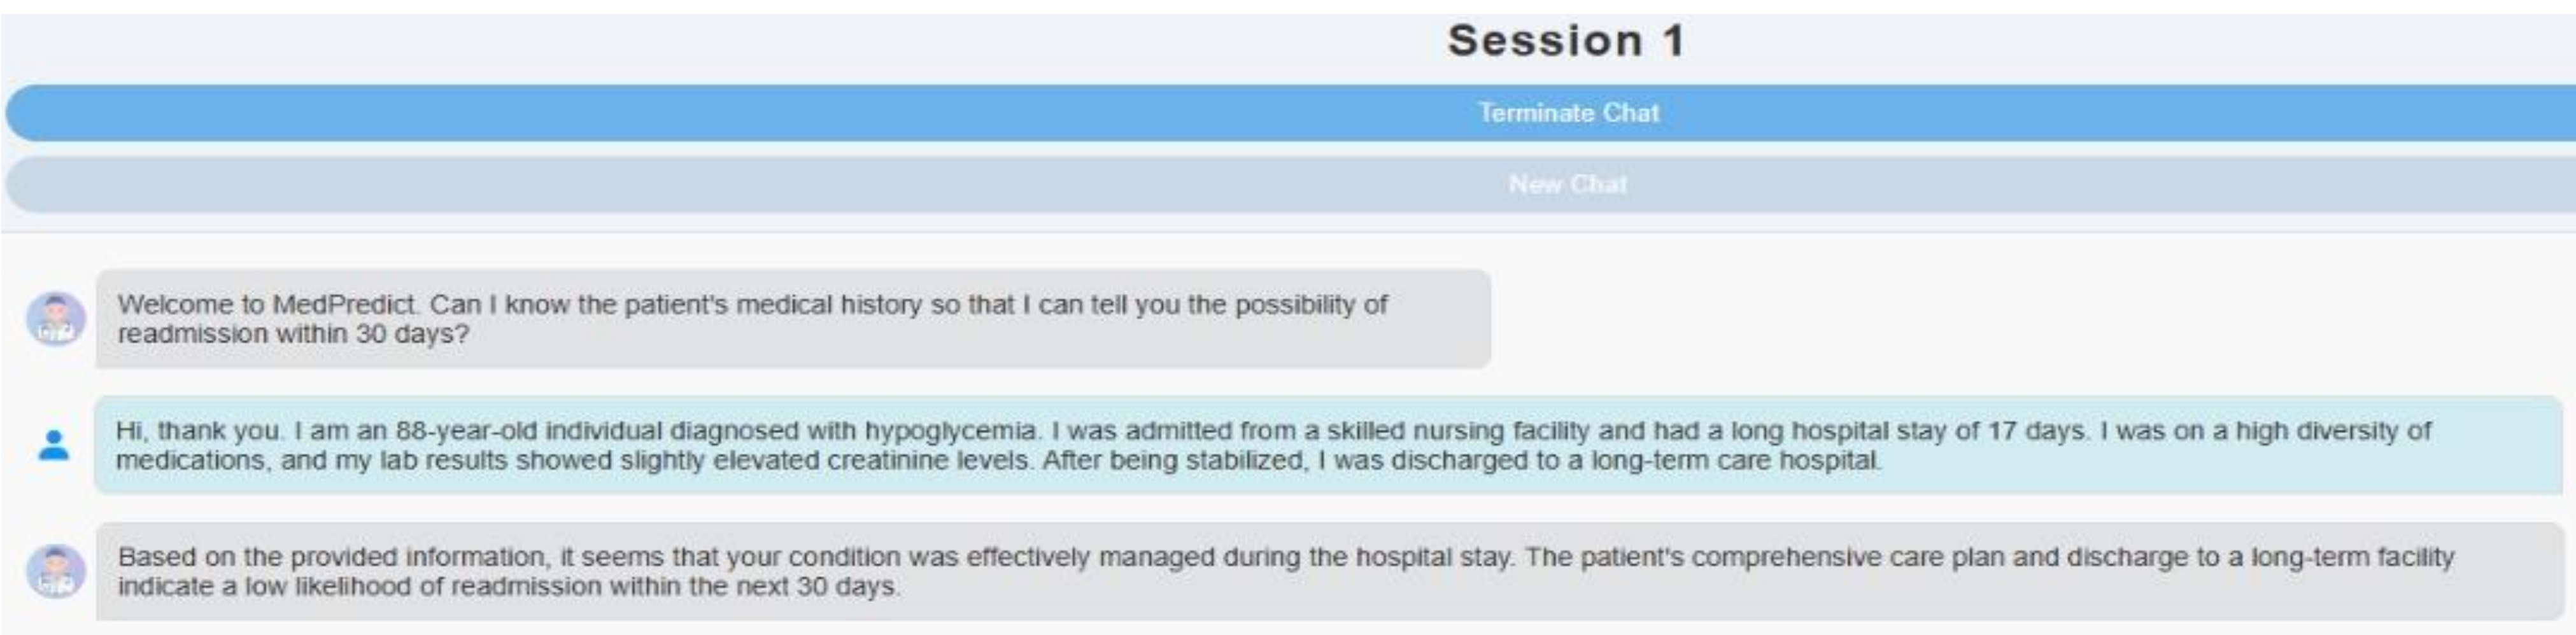 Session 1
Terminate Chat
New Chat
Welcome to MedPredict. Can I know the patient's medical history so that I can tell you the possibility of
readmission within 30 days?
Hi, thank you. I am an 88-year-old individual diagnosed with hypoglycemia. I was admitted from a skilled nursing facility and had a long hospital stay of 17 days. I was on a high diversity of
medications, and my lab results showed slightly elevated creatinine levels. After being stabilized, I was discharged to a long-term care hospital.
Based on the provided information, it seems that your condition was effectively managed during the hospital stay. The patient's comprehensive care plan and discharge to a long-term facility
indicate a low likelihood of readmission within the next 30 days.